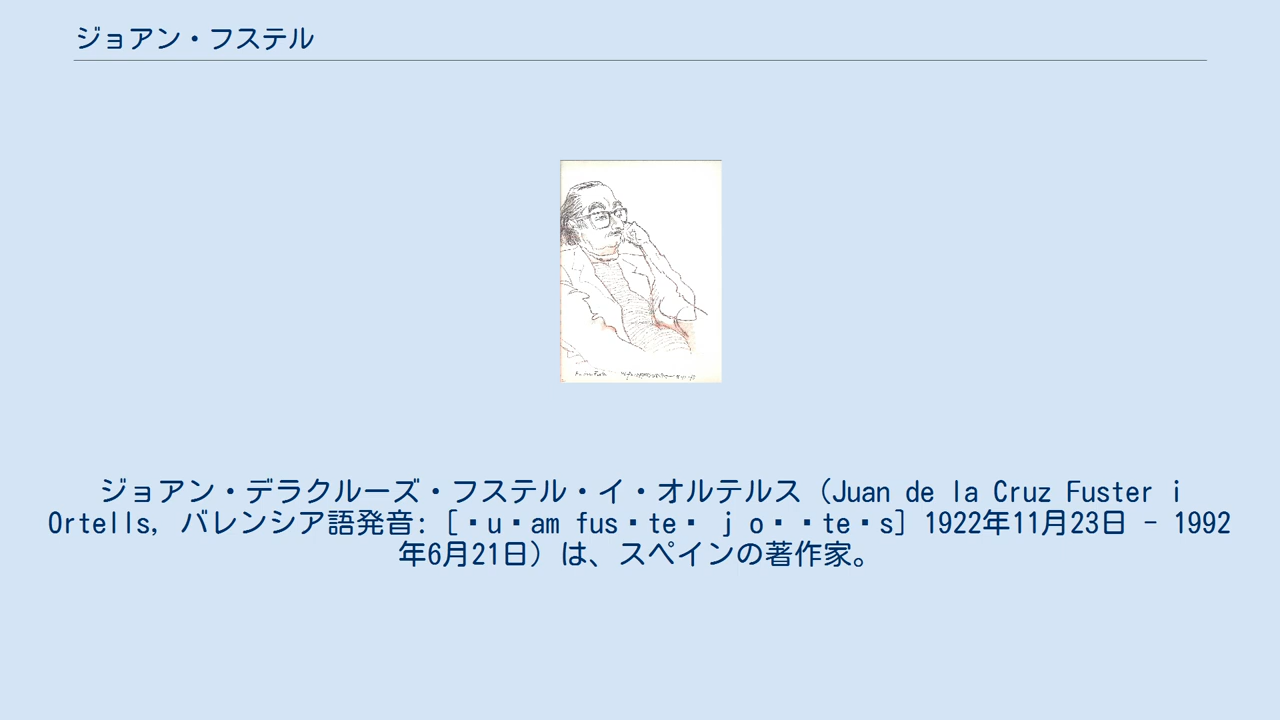 ジョアン・フステル
ジョアン・デラクルーズ・フステル・イ・オルテルス（Juan de la Cruz Fuster i
Ortells, バレンシア語発音: [・u・am fus・te・ j o・・te・s] 1922年11月23日 - 1992
年6月21日）は、スペインの著作家。